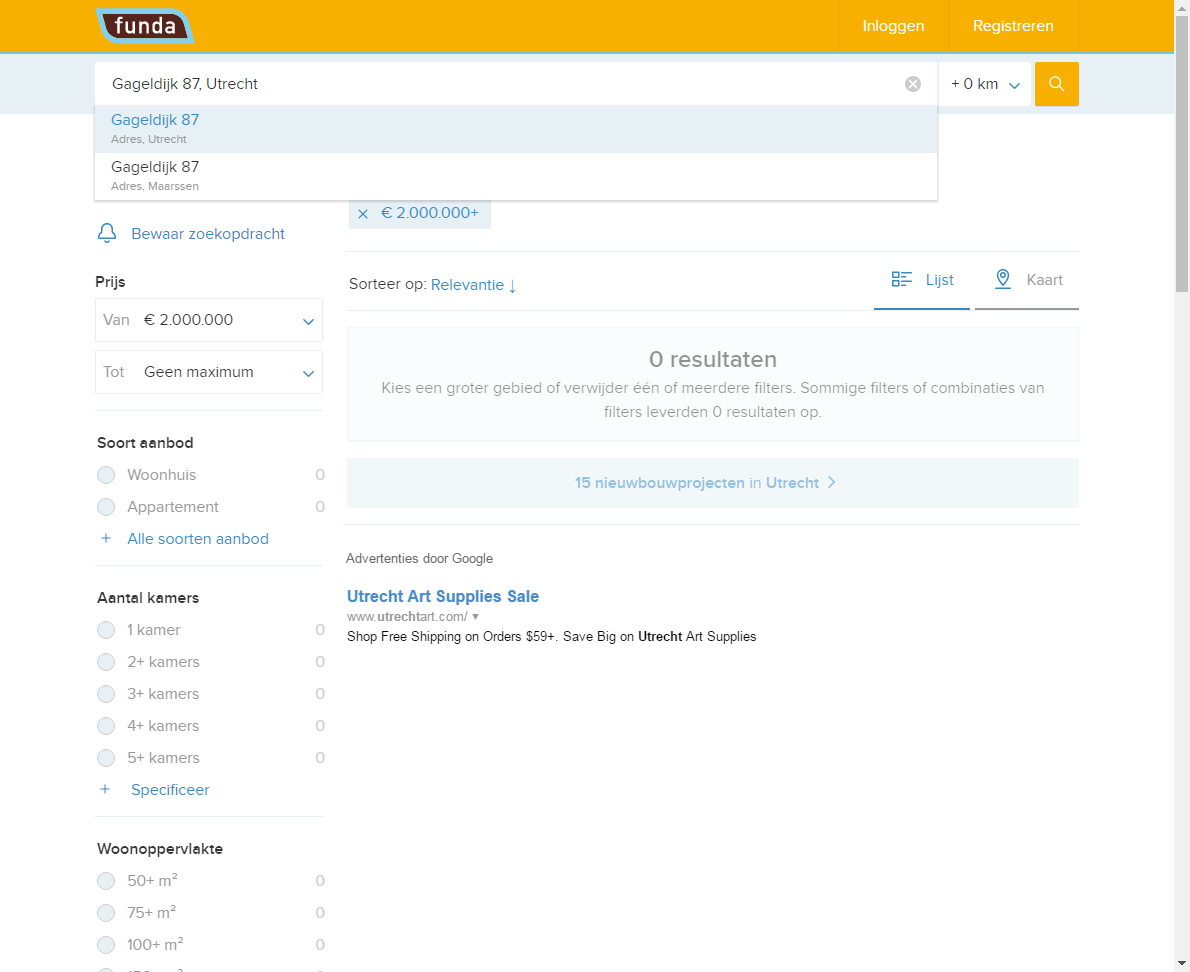 funda
Inloggen
Registreren
Gageldijk 87, Utrecht
+ 0 km
Gageldijk 87
Adres, Utrecht
Gageldijk 87
Adres, Maarssen
€ 2.000.000+
Bewaar zoekopdracht
Sorteer op: Relevantie ↓
Lijst
Kaart
Prijs
Van € 2.000.000
Tot Geen maximum
0 resultaten
Kies een groter gebied of verwijder één of meerdere filters. Sommige filters of combinaties van
filters leverden 0 resultaten op.
15 nieuwbouwprojecten in Utrecht
Soort aanbod
Woonhuis 0
Appartement 0
+ Alle soorten aanbod
Advertenties door Google
Utrecht Art Supplies Sale
www.utrechtart.com/ ▼
Shop Free Shipping on Orders $59+. Save Big on Utrecht Art Supplies
Aantal kamers
1 kamer 0
2+ kamers 0
3+ kamers 0
4+ kamers 0
5+ kamers 0
+ Specificeer
Woonoppervlakte
50+ m² 0
75+ m² 0
100+ m² 0